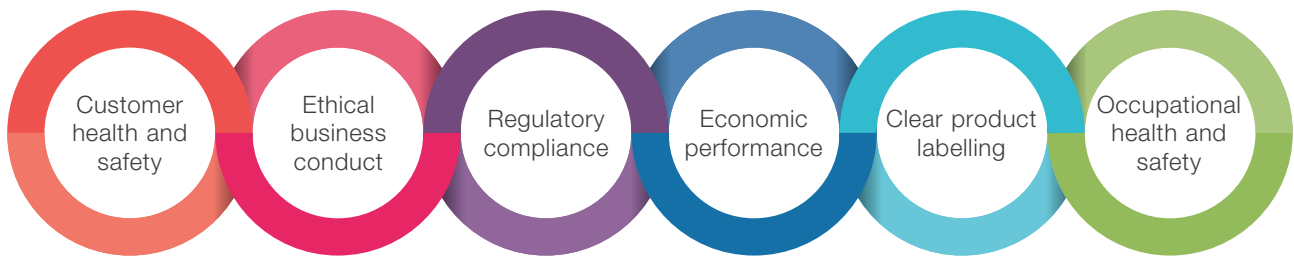 Customer
health and
safety
Ethical
business
conduct
Regulatory
compliance
Economic
performance
Clear product
labelling
Occupational
health and
safety